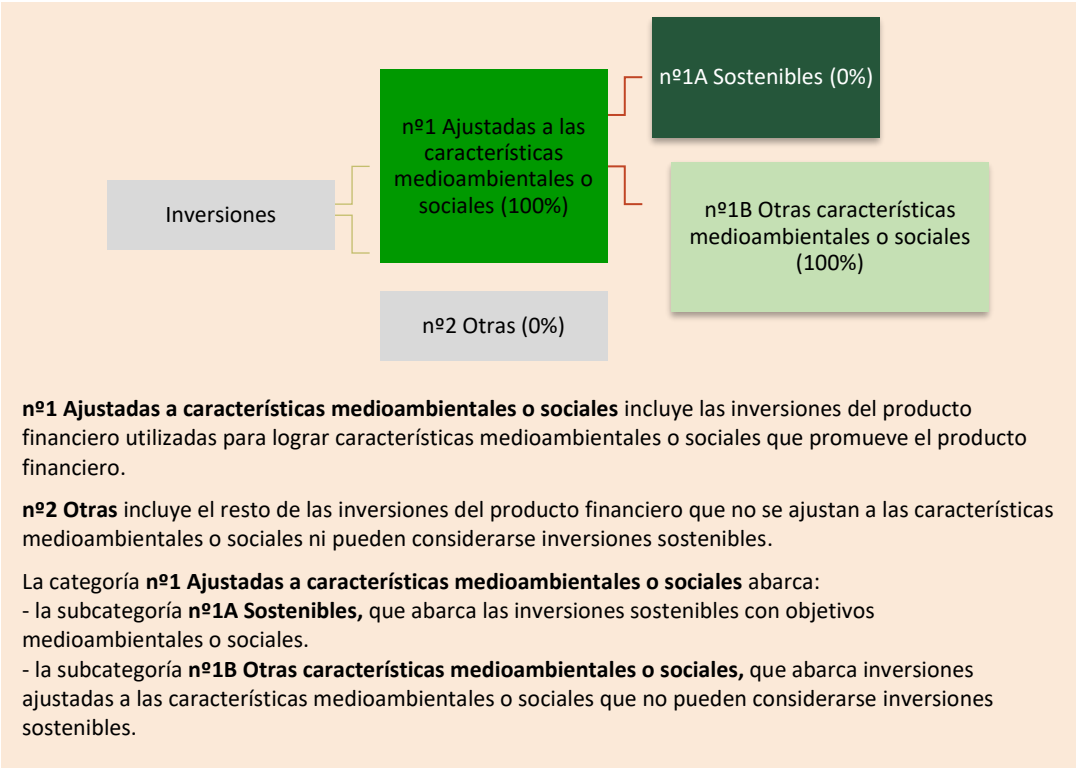 nº1A Sostenibles (0%)
nº1 Ajustadas a las
características
medioambientales o
sociales (100%)
Inversiones
nº1B Otras características
medioambientales o sociales
(100%)
nº2 Otras (0%)
nº1 Ajustadas a características medioambientales o sociales incluye las inversiones del producto
financiero utilizadas para lograr características medioambientales o sociales que promueve el producto
financiero.
nº2 Otras incluye el resto de las inversiones del producto financiero que no se ajustan a las características
medioambientales o sociales ni pueden considerarse inversiones sostenibles.
La categoría nº1 Ajustadas a características medioambientales o sociales abarca:
- la subcategoría nº1A Sostenibles, que abarca las inversiones sostenibles con objetivos
medioambientales o sociales.
- la subcategoría nº1B Otras características medioambientales o sociales, que abarca inversiones
ajustadas a las características medioambientales o sociales que no pueden considerarse inversiones
sostenibles.